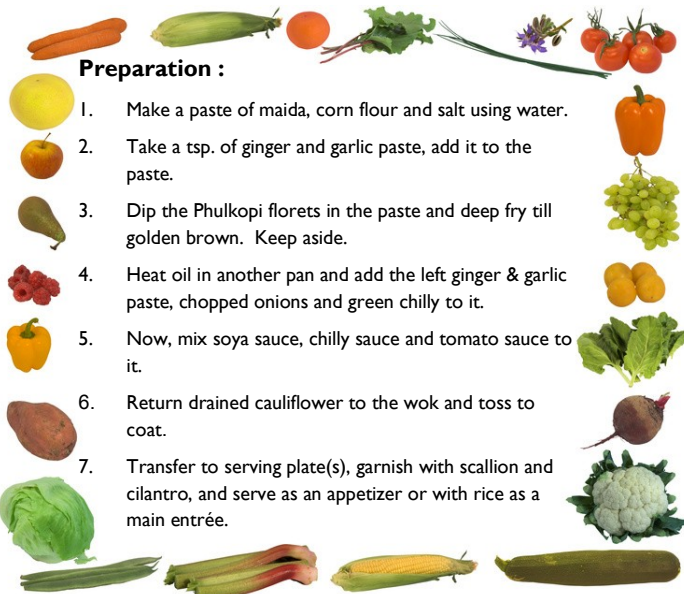 Preparation :
1. Make a paste of maida, corn flour and salt using water.
2. Take a tsp. of ginger and garlic paste, add it to the
paste.
3. Dip the Phulkopi florets in the paste and deep fry till
golden brown. Keep aside.
4. Heat oil in another pan and add the left ginger & garlic
paste, chopped onions and green chilly to it.
5. Now, mix soya sauce, chilly sauce and tomato sauce to
it.
6. Return drained cauliflower to the wok and toss to
coat.
7. Transfer to serving plate(s), garnish with scallion and
cilantro, and serve as an appetizer or with rice as a
main entrée.